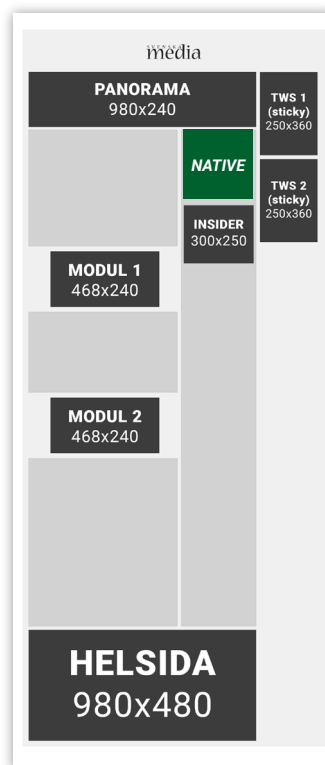 SVENSKA
media
PANORAMA
980x240
TWS 1
(sticky)
250x360
NATIVE
TWS 2
(sticky)
250x360
INSIDER
300x250
MODUL 1
468x240
MODUL 2
468x240
HELSIDA
980x480